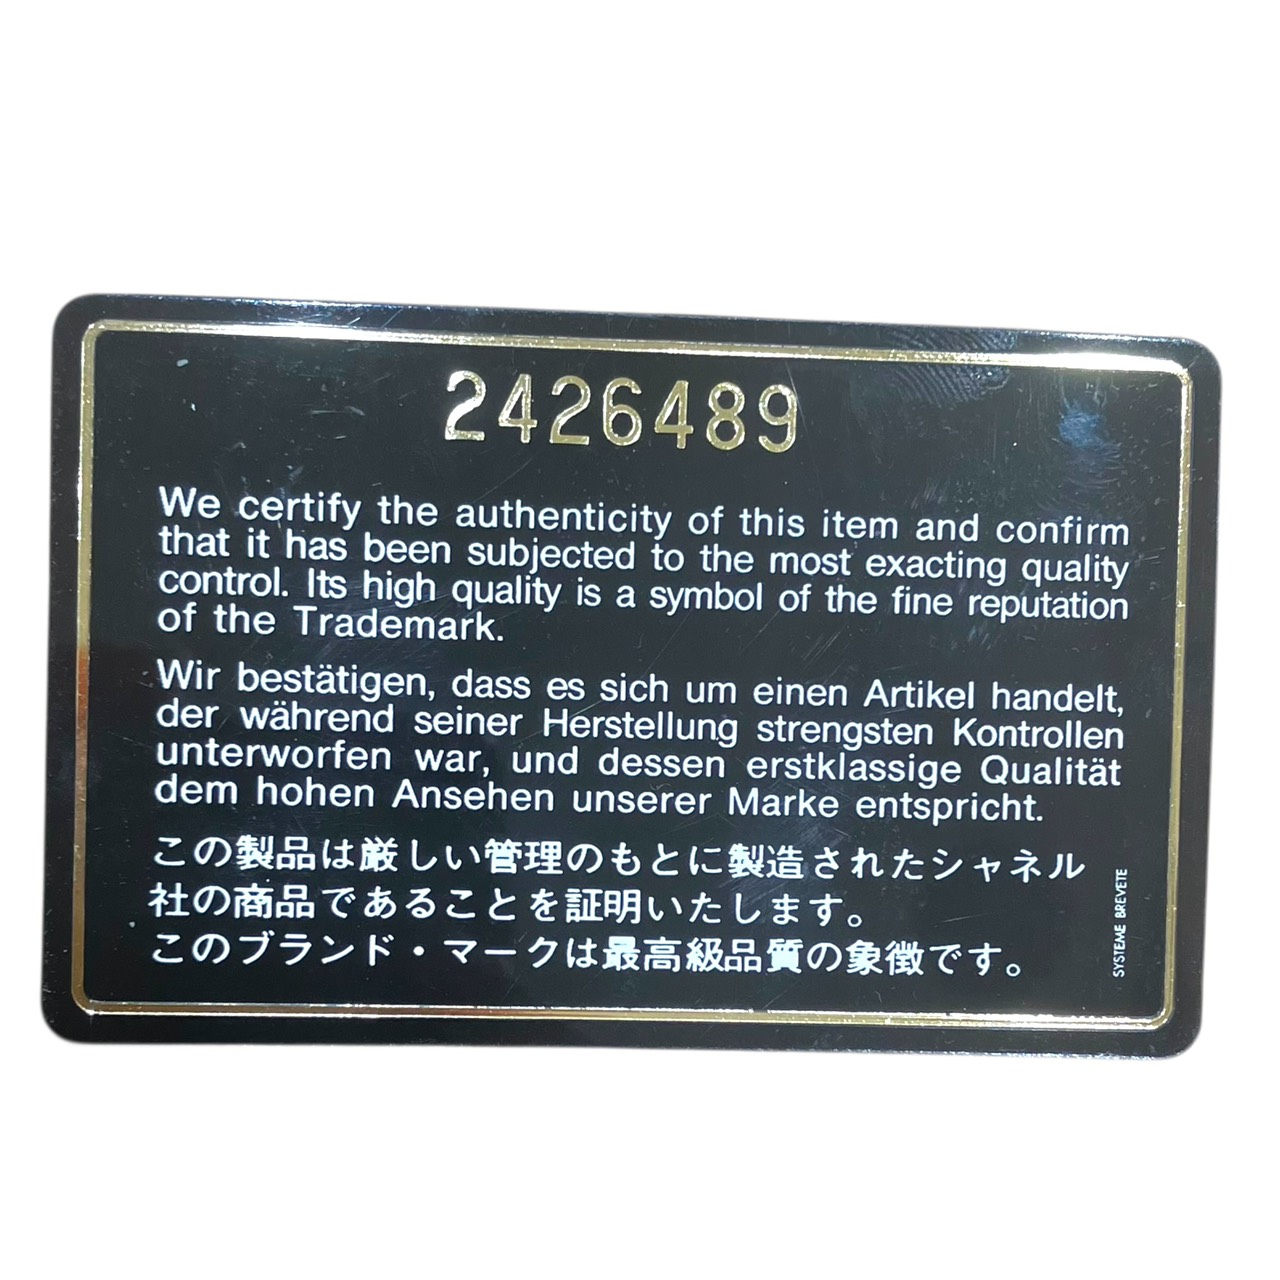 2426489
We certify the authenticity of this item and confirm
that it has been subjected to the most exacting quality
control. Its high quality is a symbol of the fine reputation
of the Trademark.
Wir bestätigen, dass es sich um einen Artikel handelt,
der während seiner Herstellung strengsten Kontrollen
unterworfen war, und dessen erstklassige Qualität
dem hohen Ansehen unserer Marke entspricht.
この製品は厳しい管理のもとに製造されたシャネル
社の商品であることを証明いたします。
このブランド・マークは最高級品質の象徴です。
SYSTEME BREVETE